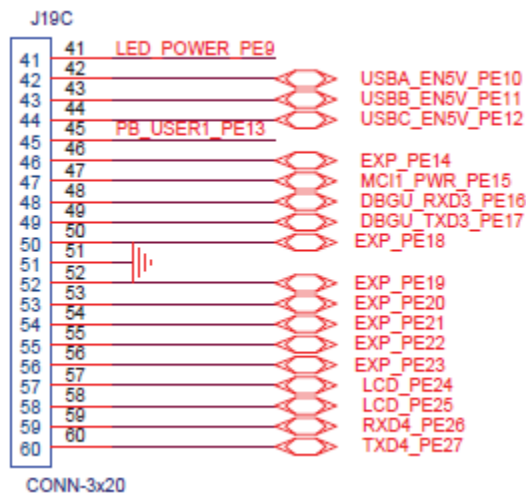 J19C
41 41 LED_POWER_PE9
42 42 USBA_EN5V_PE10
43 43 USBB_EN5V_PE11
44 44 USBC_EN5V_PE12
45 45 PB_USER1_PE13
46 46 EXP_PE14
47 47 MCI1_PWR_PE15
48 48 DBGU_RXD3_PE16
49 49 DBGU_TXD3_PE17
50 50 EXP_PE18
51 51
52 52 EXP_PE19
53 53 EXP_PE20
54 54 EXP_PE21
55 55 EXP_PE22
56 56 EXP_PE23
57 57 LCD_PE24
58 58 LCD_PE25
59 59 RXD4_PE26
60 60 TXD4_PE27
CONN-3x20